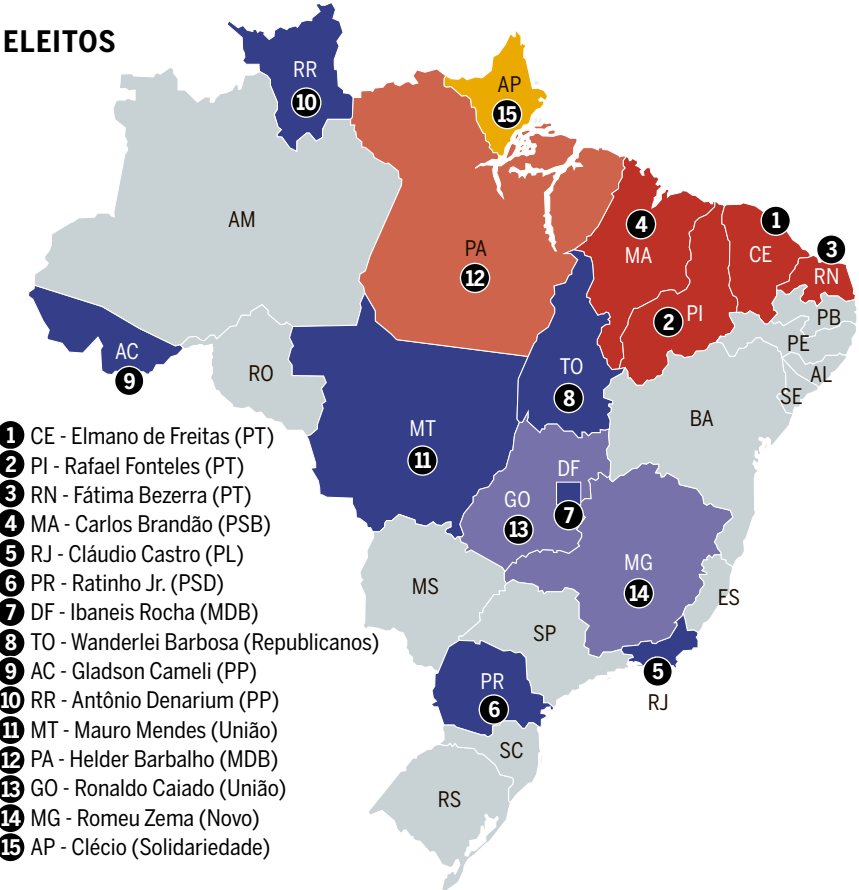 ELEITOS
RR
10
AP
15
AM
PA
12
4
MA
1
CE
3
RN
2
PI
PB
PE
AL
SE
AC
9
RO
TO
8
BA
MT
11
DF
7
GO
13
MG
14
ES
MS
SP
5
RJ
PR
6
SC
RS
1 CE - Elmano de Freitas (PT)
2 PI - Rafael Fonteles (PT)
3 RN - Fátima Bezerra (PT)
4 MA - Carlos Brandão (PSB)
5 RJ - Cláudio Castro (PL)
6 PR - Ratinho Jr. (PSD)
7 DF - Ibaneis Rocha (MDB)
8 TO - Wanderlei Barbosa (Republicanos)
9 AC - Gladson Cameli (PP)
10 RR - Antônio Denarium (PP)
11 MT - Mauro Mendes (União)
12 PA - Helder Barbalho (MDB)
13 GO - Ronaldo Caiado (União)
14 MG - Romeu Zema (Novo)
15 AP - Clécio (Solidariedade)